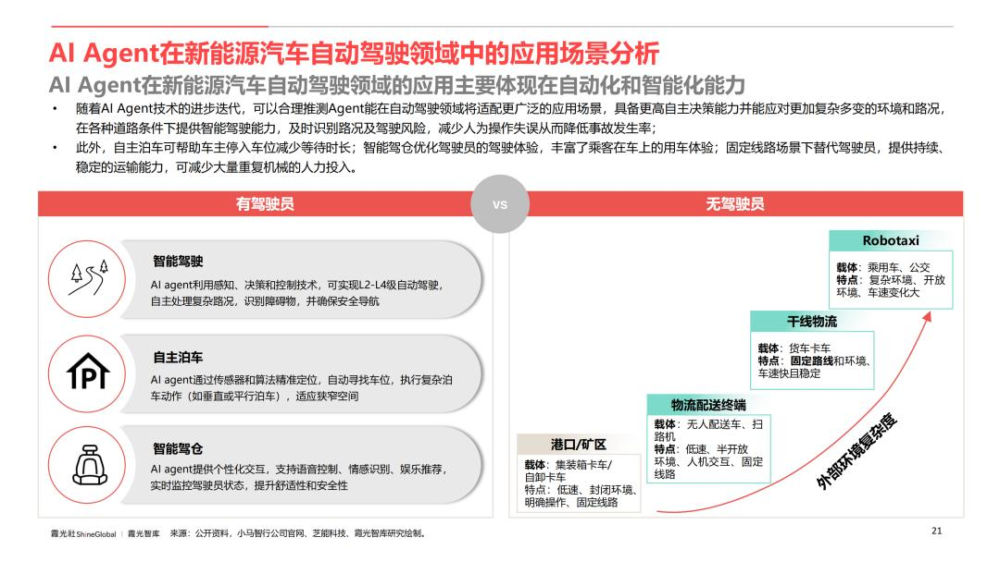 AI Agent在新能源汽车自动驾驶领域中的应用场景分析
AI Agent在新能源汽车自动驾驶领域的应用主要体现在自动化和智能化能力
• 随着AI Agent技术的进步迭代，可以合理推测Agent能在自动驾驶领域将适配更广泛的应用场景，具备更高自主决策能力并能应对更加复杂多变的环境和路况，
在各种道路条件下提供智能驾驶能力，及时识别路况及驾驶风险，减少人为操作失误从而降低事故发生率；
• 此外，自主泊车可帮助车主停入车位减少等待时长；智能驾仓优化驾驶员的驾驶体验，丰富了乘客在车上的用车体验；固定线路场景下替代驾驶员，提供持续、
稳定的运输能力，可减少大量重复机械的人力投入。
有驾驶员
VS
无驾驶员
智能驾驶
AI agent利用感知、决策和控制技术，可实现L2-L4级自动驾驶，
自主处理复杂路况，识别障碍物，并确保安全导航
自主泊车
AI agent通过传感器和算法精准定位，自动寻找车位，执行复杂泊
车动作（如垂直或平行泊车），适应狭窄空间
智能驾仓
AI agent提供个性化交互，支持语音控制、情感识别、娱乐推荐，
实时监控驾驶员状态，提升舒适性和安全性
Robotaxi
载体：乘用车、公交
特点：复杂环境、开放
环境、车速变化大
干线物流
载体：货车卡车
特点：固定路线和环境、
车速快且稳定
物流配送终端
载体：无人配送车、扫
路机
特点：低速、半开放
环境、人机交互、固定
线路
港口/矿区
载体：集装箱卡车/
自卸卡车
特点：低速、封闭环境、
明确操作、固定线路
外部环境复杂度
霞光社ShineGlobal | 霞光智库 来源：公开资料，小马智行公司官网、芝能科技、霞光智库研究绘制。
21